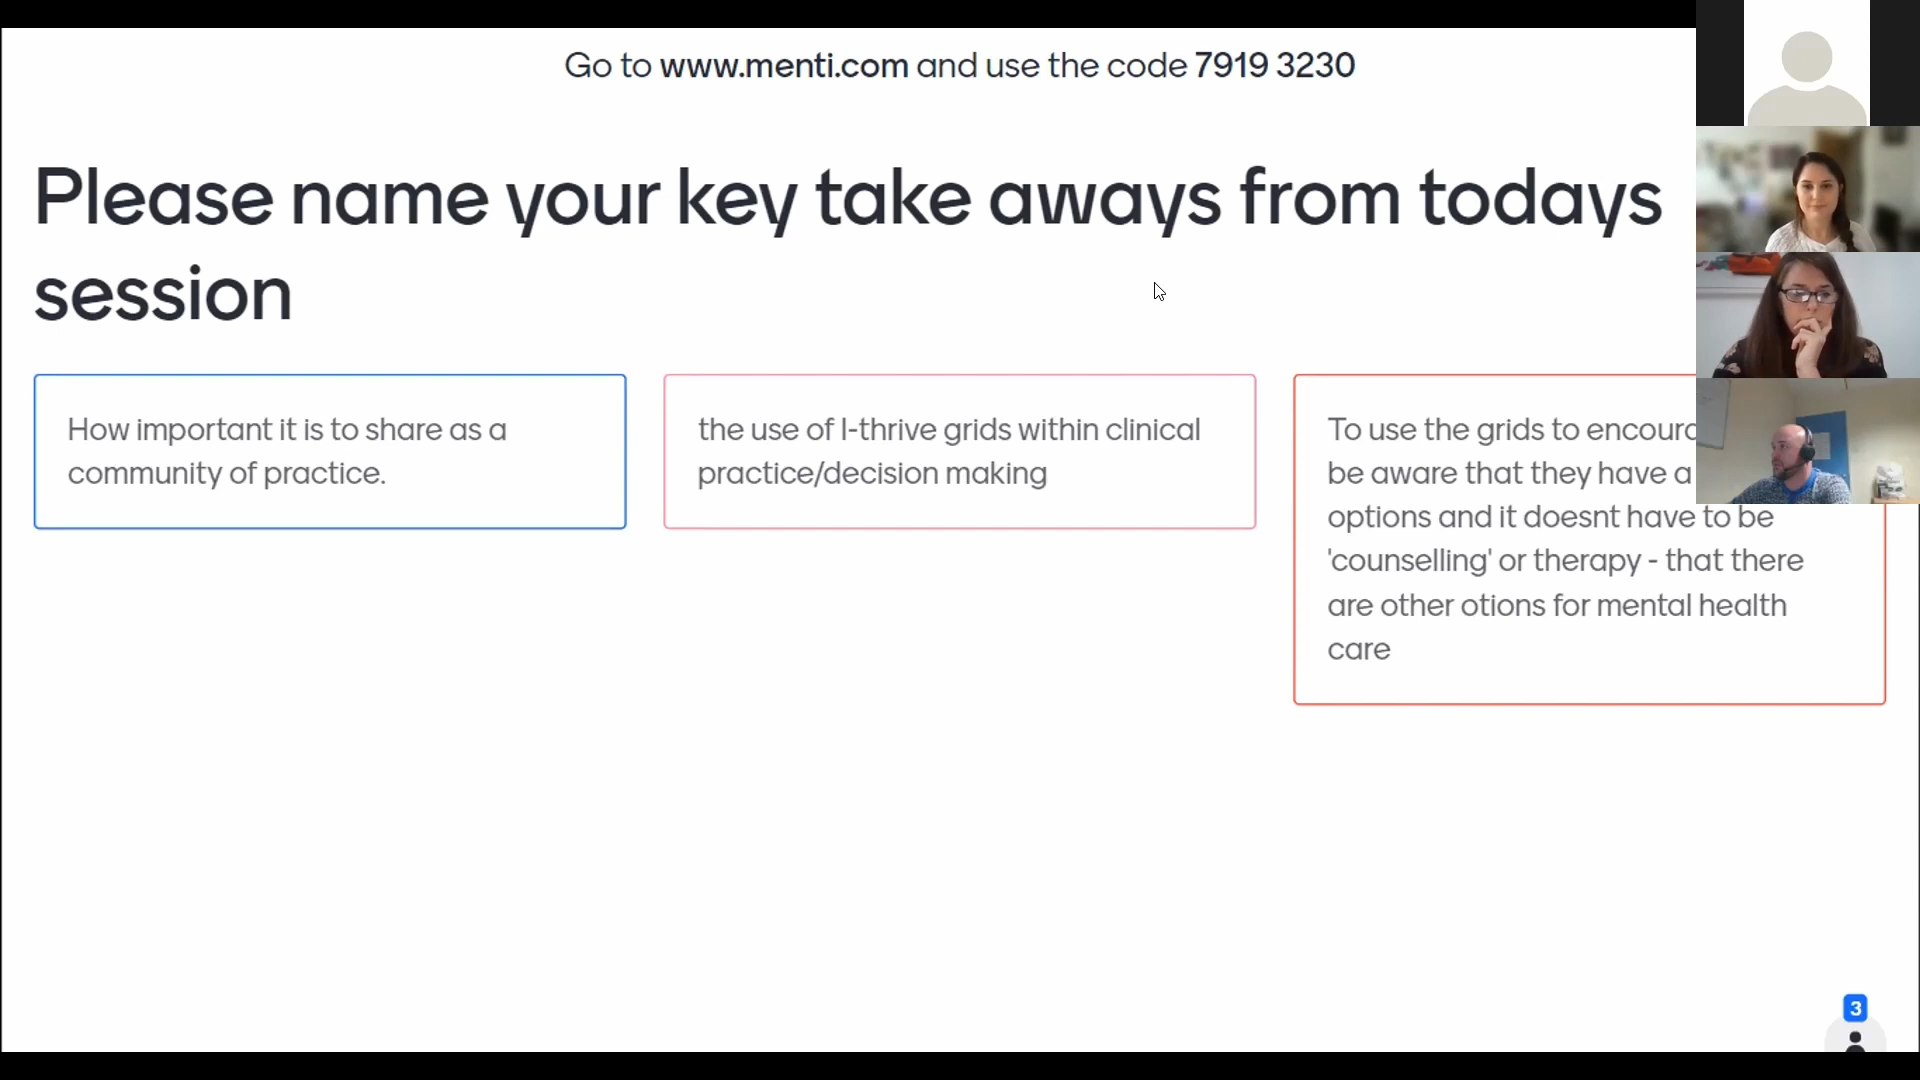 Go to www.menti.com and use the code 7919 3230
Please name your key take aways from todays
session
How important it is to share as a
community of practice.
the use of I-thrive grids within clinical
practice/decision making
To use the grids to
be aware that they have a
options and it doesnt have to be
'counselling' or therapy - that there
are other otions for mental health
care
3